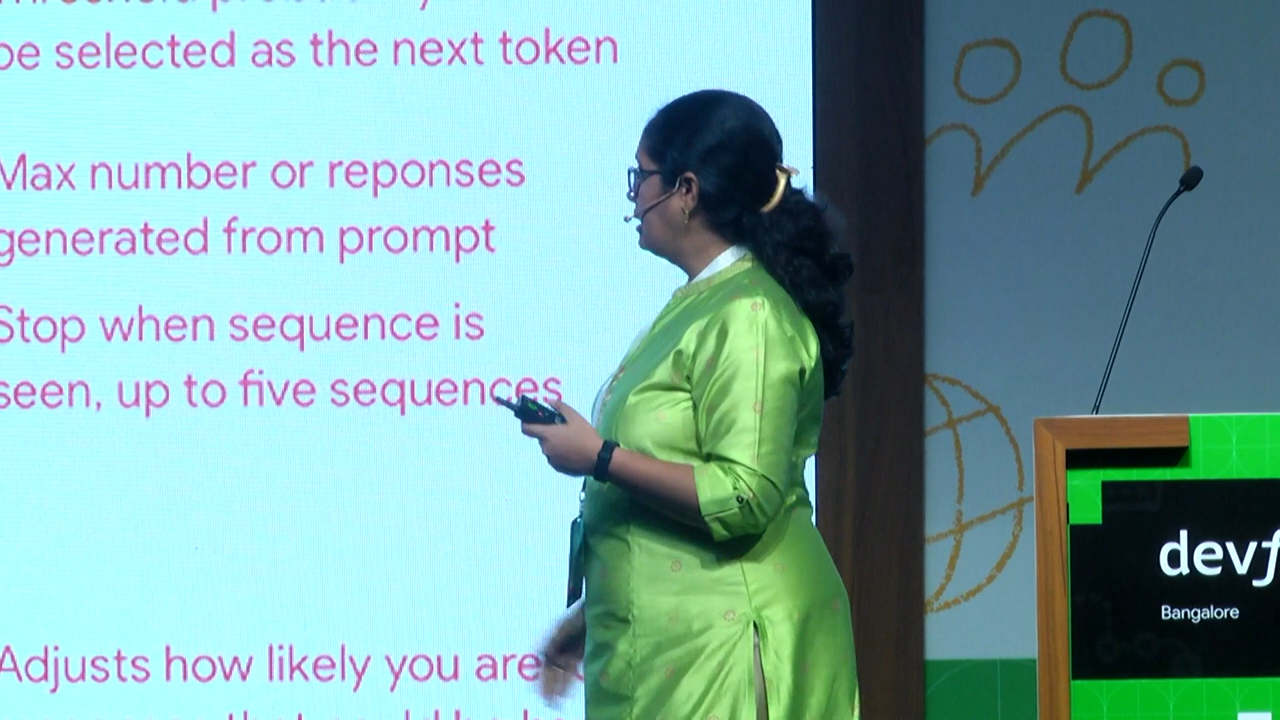 be selected as the next token
Max number or reponses
generated from prompt
Stop when sequence is
seen, up to five sequences
Adjusts how likely you are
devf
Bangalore